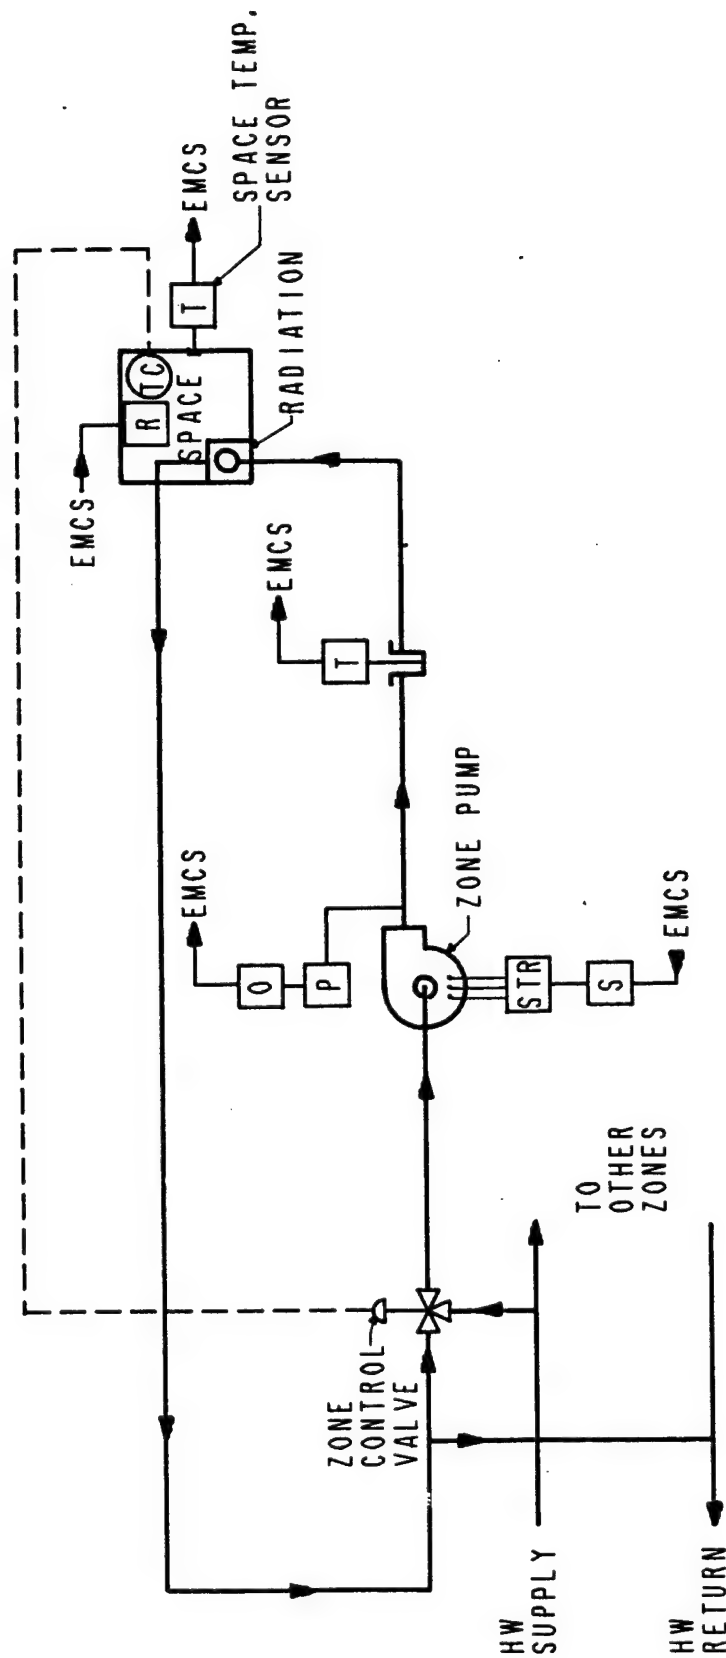 EMCS
R
TC
SPACE
T
EMCS
SPACE TEMP.
SENSOR
RADIATION
EMCS
T
EMCS
O
P
ZONE PUMP
STR
S
EMCS
ZONE
CONTROL
VALVE
TO
OTHER
ZONES
HW
SUPPLY
HW
RETURN